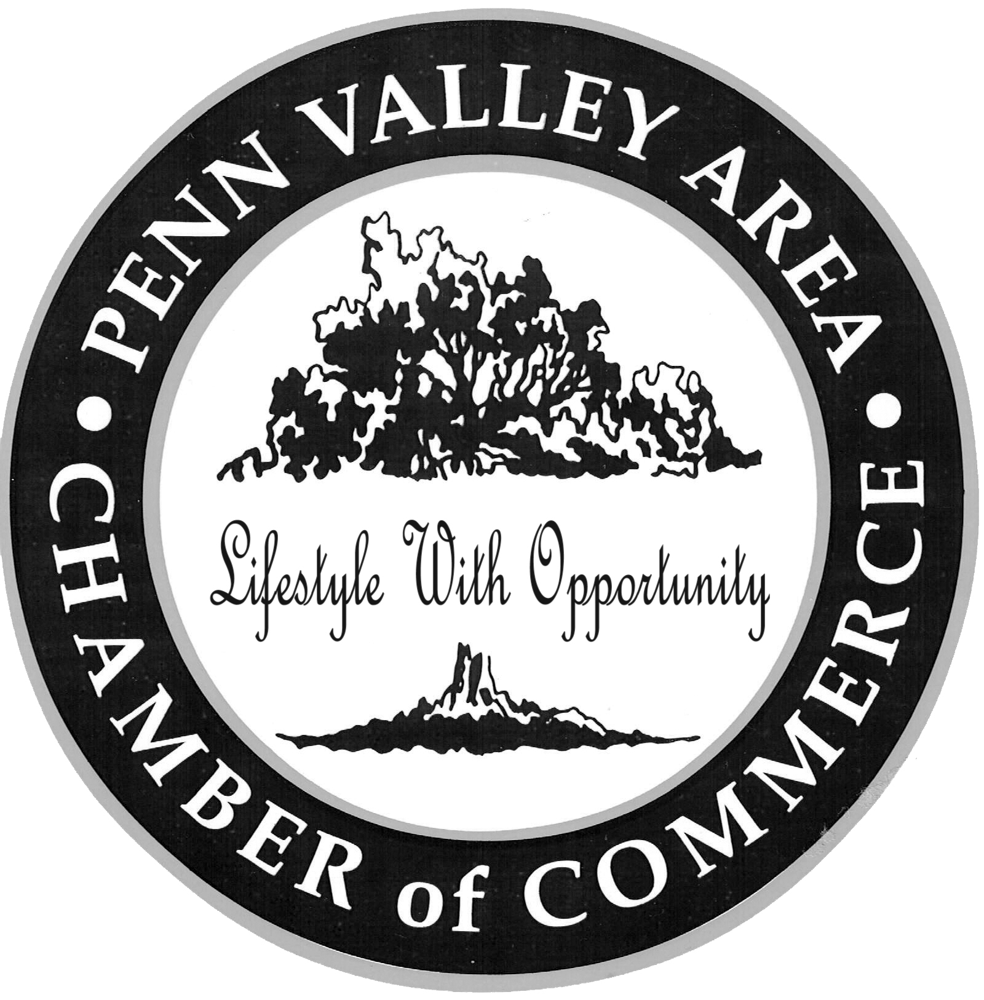 • PENN VALLEY AREA •
Lifestyle With Opportunity
CHAMBER of COMMERCE